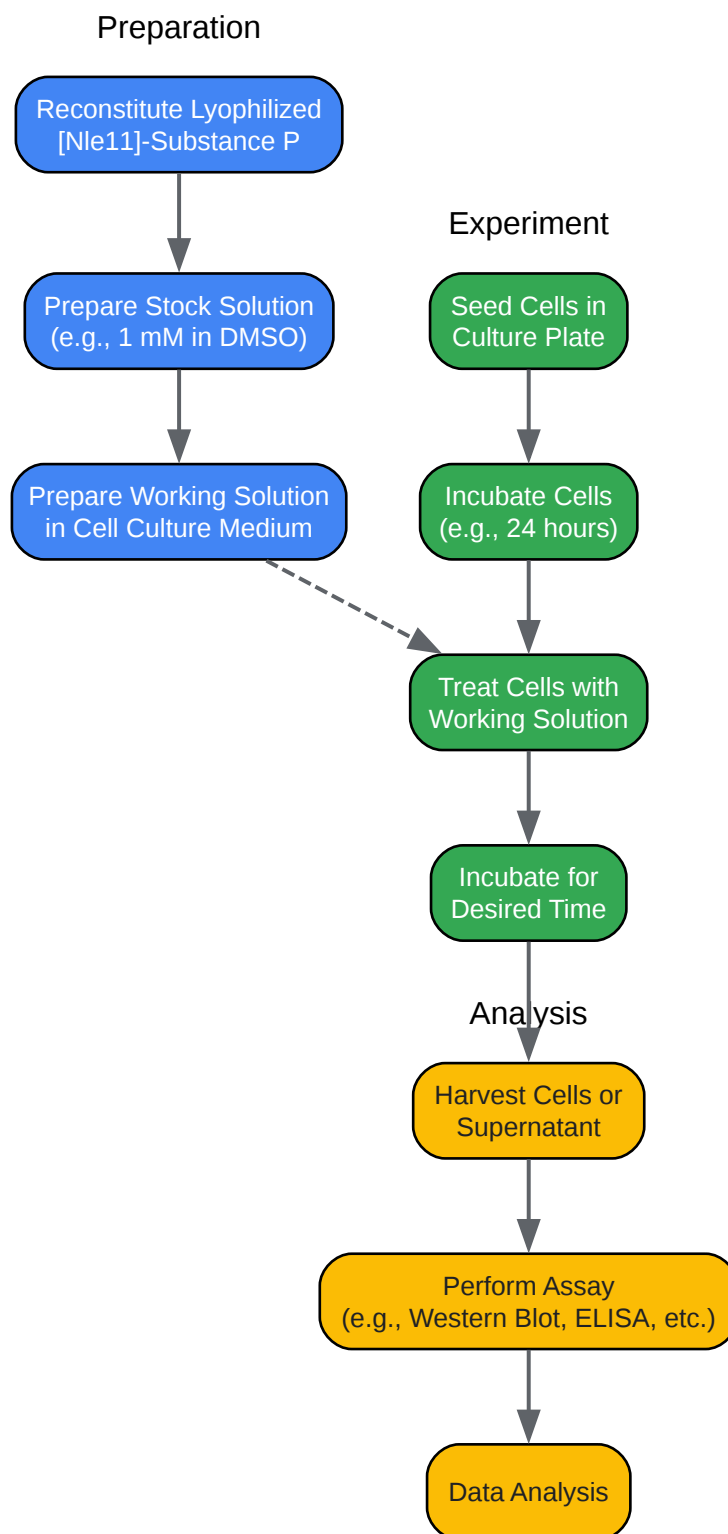 Preparation
Reconstitute Lyophilized
[Nle11]-Substance P
Prepare Stock Solution
(e.g., 1 mM in DMSO)
Prepare Working Solution
in Cell Culture Medium
Experiment
Seed Cells in
Culture Plate
Incubate Cells
(e.g., 24 hours)
Treat Cells with
Working Solution
Incubate for
Desired Time
Analysis
Harvest Cells or
Supernatant
Perform Assay
(e.g., Western Blot, ELISA, etc.)
Data Analysis